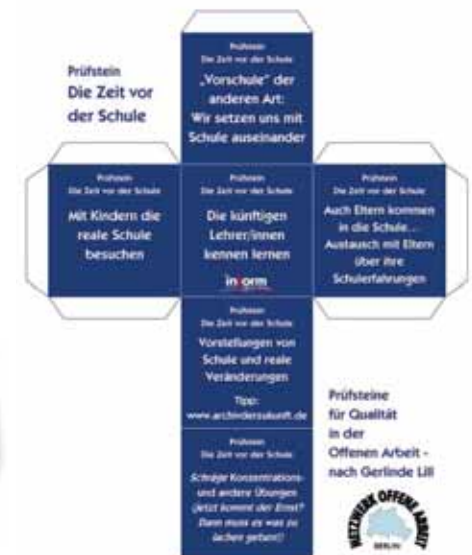 Prüfstein
Die Zeit vor
der Schule
Prüfstein
Die Zeit vor der Schule
„Vorschule" der
anderen Art:
Wir setzen uns mit
Schule auseinander
Prüfstein
Die Zeit vor der Schule
Mit Kindern die
reale Schule
besuchen
Prüfstein
Die Zeit vor der Schule
Die künftigen
Lehrer/innen
kennen lernen
Prüfstein
Die Zeit vor der Schule
Auch Eltern kommen
in die Schule...
Austausch mit Eltern
über ihre
Schulerfahrungen
Prüfstein
Die Zeit vor der Schule
Vorstellungen von
Schule und reale
Veränderungen
Tipp:
www.archivderzukunft.de
Prüfstein
Die Zeit vor der Schule
Schräge Konzentrations-
und andere Übungen
(Jetzt kommt der Ernst?
Dann muss es was zu
lachen geben!)
Prüfsteine
für Qualität
in der
Offenen Arbeit -
nach Gerlinde Lill
NETZWERK OFFENE ARBEIT
BERLIN